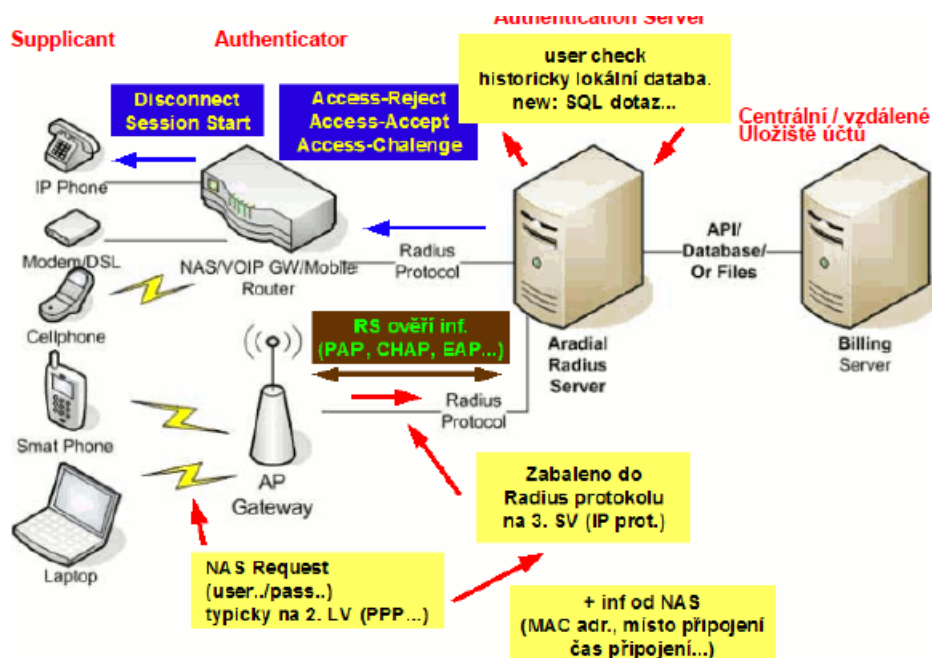 Authentication Server
Supplicant
Authenticator
user check
historicky lokální databa.
new: SQL dotaz...
Disconnect
Session Start
Access-Reject
Access-Accept
Access-Chalenge
Centrální / vzdálené
Úložiště účtů
IP Phone
Modem/DSL
NAS/VOIP GW/Mobile
Router
Radius
Protocol
API/
Database/
Or Files
Cellphone
RS ověří inf.
(PAP, CHAP, EAP...)
Aradial
Radius
Server
Billing
Server
Radius
Protocol
Smat Phone
AP
Gateway
Zabaleno do
Radius protokolu
na 3. SV (IP prot.)
Laptop
NAS Request
(user../pass..)
typicky na 2. LV (PPP...)
+ inf od NAS
(MAC adr., místo připojení
čas připojení...)